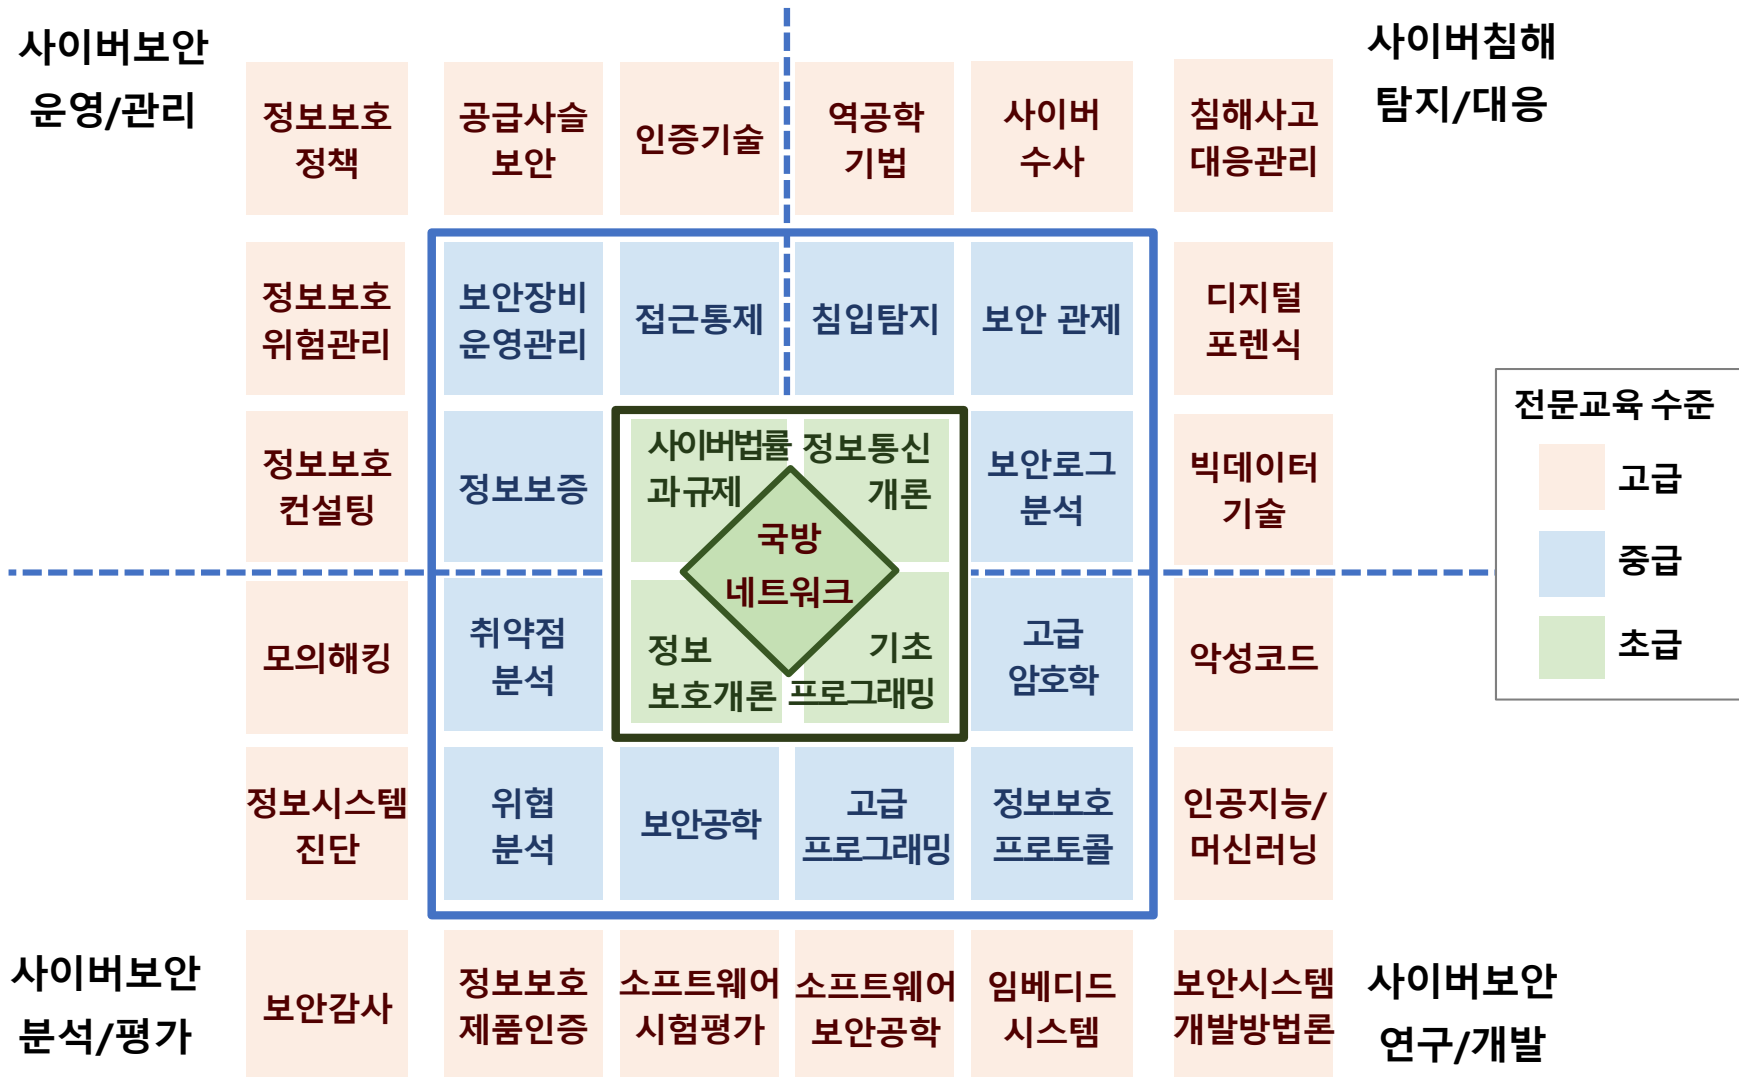 사이버보안
운영/관리
사이버침해
탐지/대응
정보보호
정책
공급사슬
보안
인증기술
역공학
기법
사이버
수사
침해사고
대응관리
정보보호
위험관리
보안장비
운영관리
접근통제
침입탐지
보안 관제
디지털
포렌식
정보보호
컨설팅
정보보증
사이버법률
과규제
정보통신
개론
보안로그
분석
빅데이터
기술
국방
네트워크
모의해킹
취약점
분석
정보
보호개론
기초
프로그래밍
고급
암호학
악성코드
정보시스템
진단
위협
분석
보안공학
고급
프로그래밍
정보보호
프로토콜
인공지능/
머신러닝
보안감사
정보보호
제품인증
소프트웨어
시험평가
소프트웨어
보안공학
임베디드
시스템
보안시스템
개발방법론
사이버보안
분석/평가
사이버보안
연구/개발
전문교육 수준
고급
중급
초급